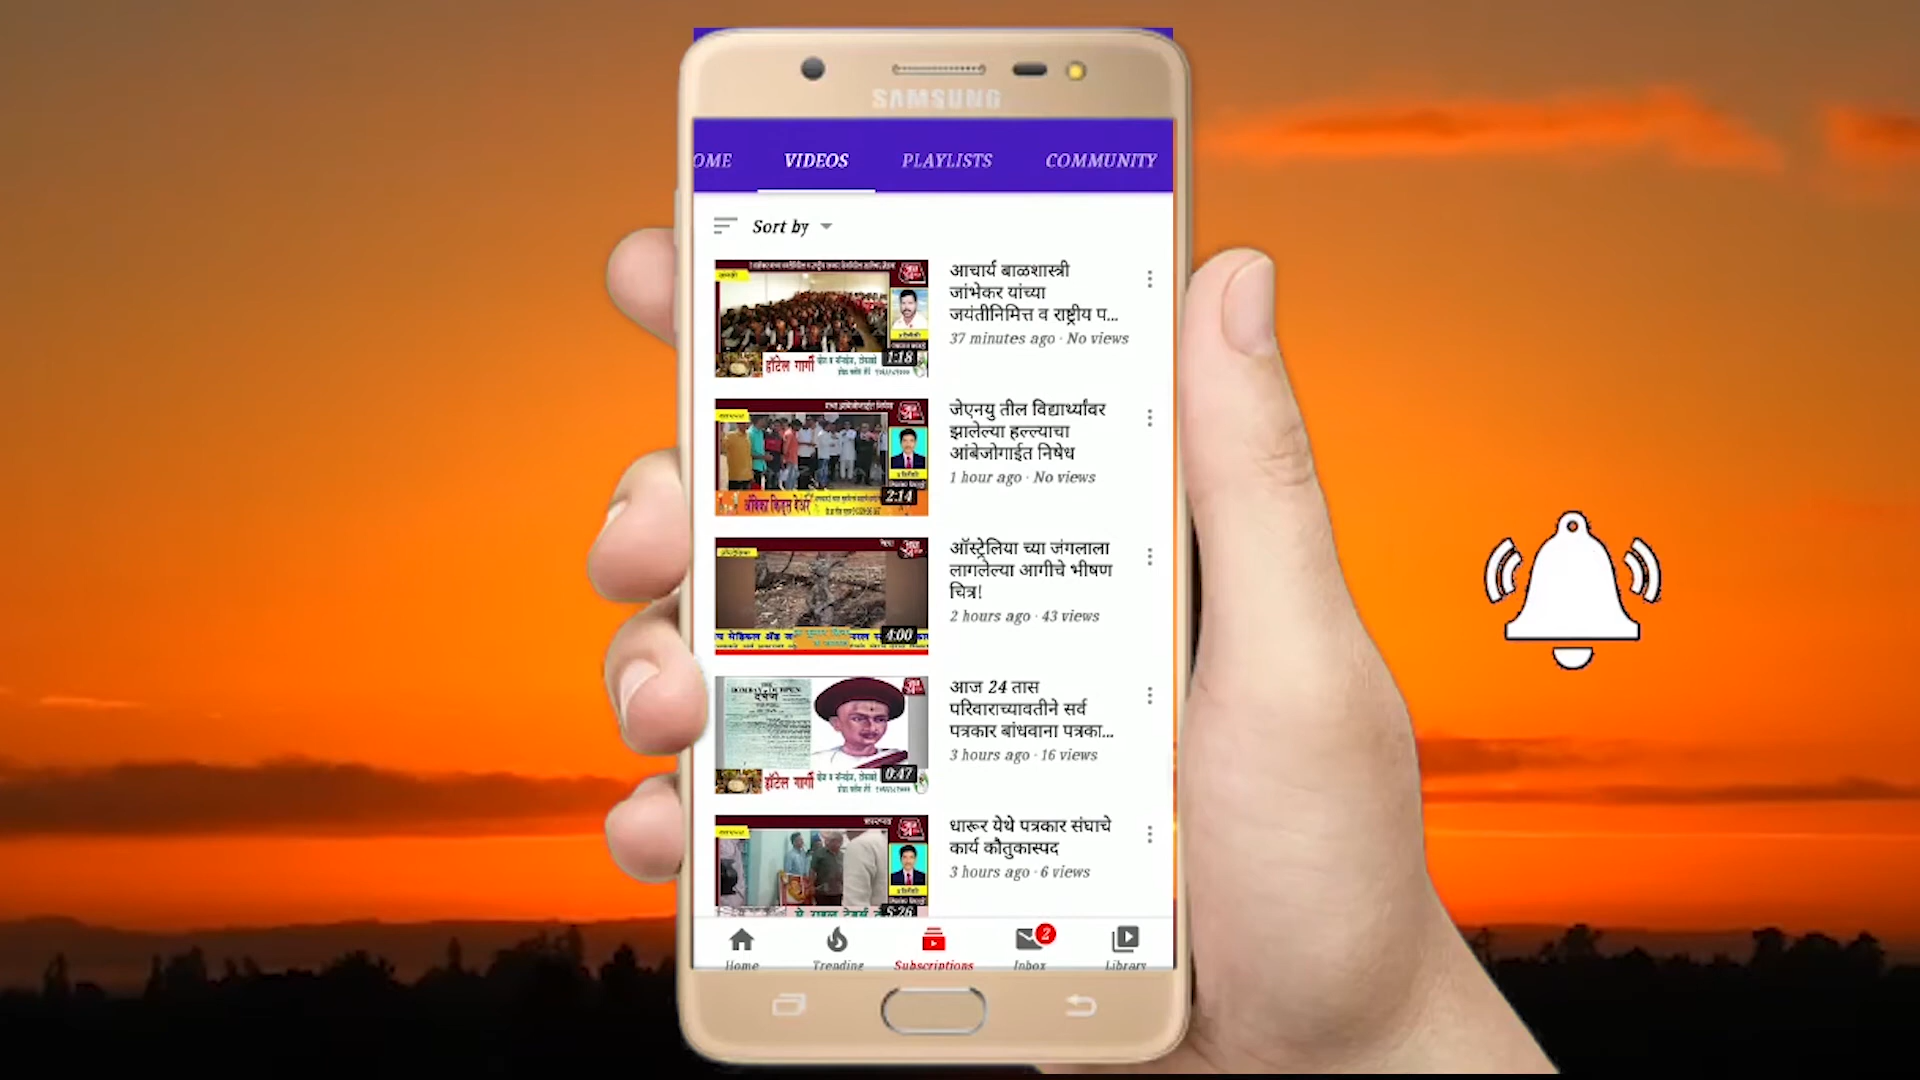 SAMSUNG
OME VIDEOS PLAYLISTS COMMUNITY
Sort by
आचार्य बाळशास्त्री
जांभेकर यांच्या
जयंतीनिमित्त व राष्ट्रीय प...
37 minutes ago · No views
हॉटेल गार्गी
1:18
जेएनयु तील विद्यार्थ्यांवर
झालेल्या हल्ल्याचा
आंबेजोगाईत निषेध
1 hour ago · No views
2:14
ऑस्ट्रेलिया च्या जंगलाला
लागलेल्या आगीचे भीषण
चित्र!
2 hours ago · 43 views
4:00
आज 24 तास
परिवाराच्यावतीने सर्व
पत्रकार बांधवाना पत्रका...
3 hours ago · 16 views
हॉटेल गार्गी
0:47
धारूर येथे पत्रकार संघाचे
कार्य कौतुकास्पद
3 hours ago · 6 views
5:26
2
Home Trending Subscriptions Inbox Library